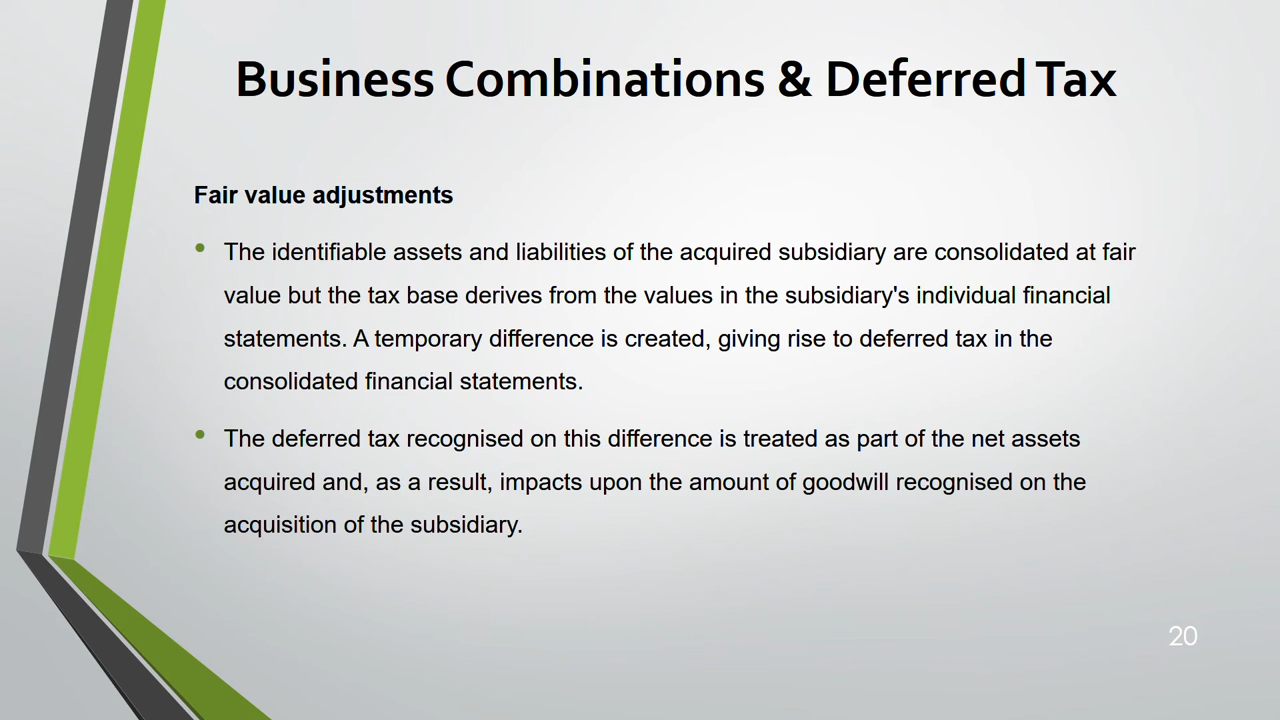 Business Combinations & Deferred Tax
Fair value adjustments
• The identifiable assets and liabilities of the acquired subsidiary are consolidated at fair
value but the tax base derives from the values in the subsidiary's individual financial
statements. A temporary difference is created, giving rise to deferred tax in the
consolidated financial statements.
• The deferred tax recognised on this difference is treated as part of the net assets
acquired and, as a result, impacts upon the amount of goodwill recognised on the
acquisition of the subsidiary.
20